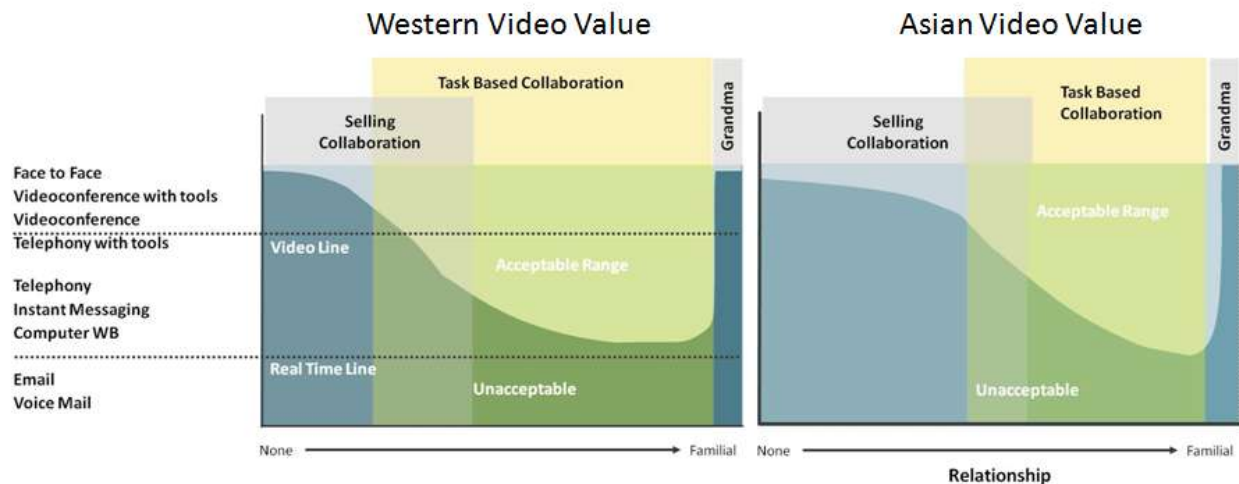 Western Video Value
Asian Video Value
Task Based Collaboration
Selling
Collaboration
Grandma
Task Based
Collaboration
Selling
Collaboration
Grandma
Face to Face
Videoconference with tools
Videoconference
Telephony with tools
Telephony
Instant Messaging
Computer WB
Email
Voice Mail
Video Line
Acceptable Range
Real Time Line
Unacceptable
Acceptable Range
Unacceptable
None
Familial
None
Familial
Relationship